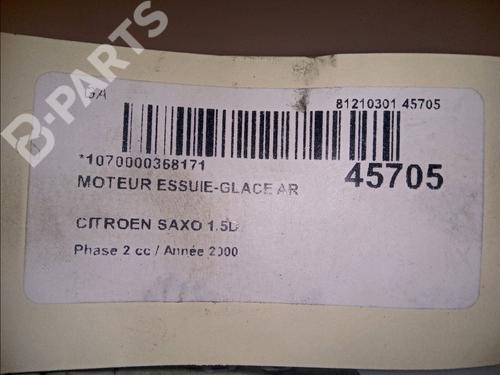 B-PARTS
GA
81210301 45705
*1070000368171
45705
MOTEUR ESSUIE-GLACE AR
CITROEN SAXO 1.5D
Phase 2 cc / Année 2000